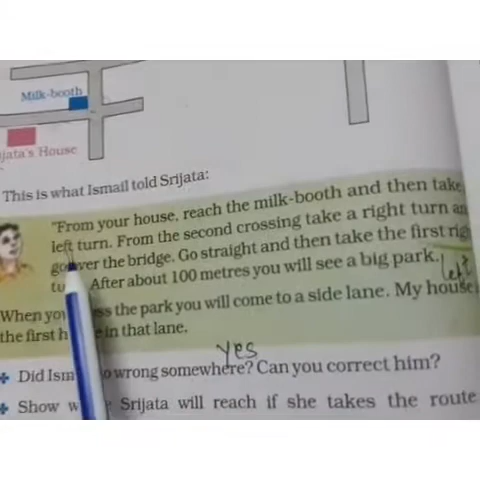 Milk-booth
ijata's House
This is what Ismail told Srijata:
"From your house, reach the milk-booth and then take
left turn. From the second crossing take a right turn an
go over the bridge. Go straight and then take the first rig
tu After about 100 metres you will see a big park.
left
When yo ss the park you will come to a side lane. My house
the first h e in that lane.
yes
Did Ism o wrong somewhere? Can you correct him?
Show w Srijata will reach if she takes the route